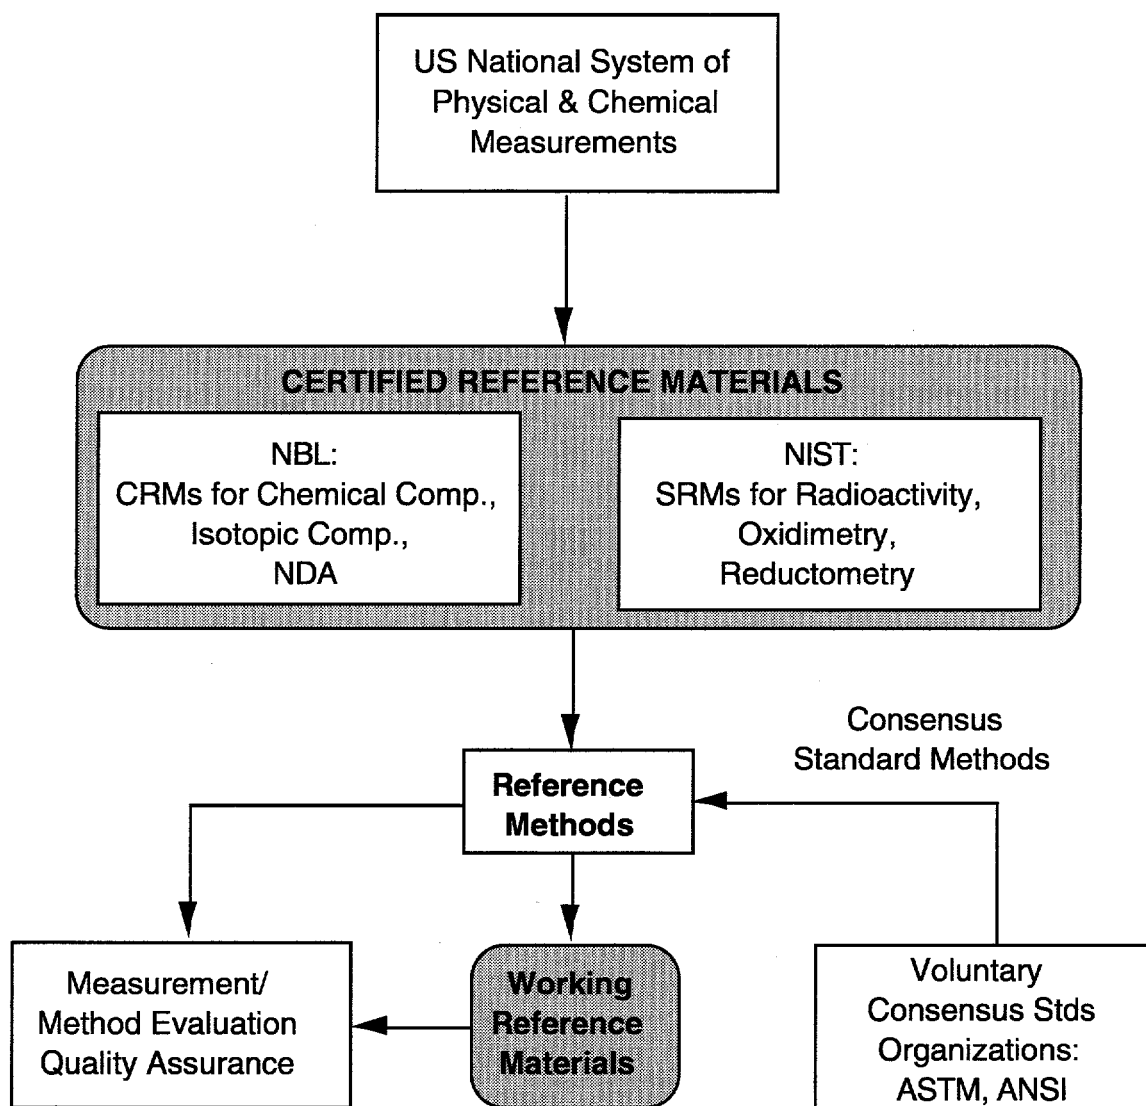 US National System of
Physical & Chemical
Measurements
CERTIFIED REFERENCE MATERIALS
NBL:
CRMs for Chemical Comp.,
Isotopic Comp.,
NDA
NIST:
SRMs for Radioactivity,
Oxidimetry,
Reductometry
Consensus
Standard Methods
Reference
Methods
Measurement/
Method Evaluation
Quality Assurance
Working
Reference
Materials
Voluntary
Consensus Stds
Organizations:
ASTM, ANSI